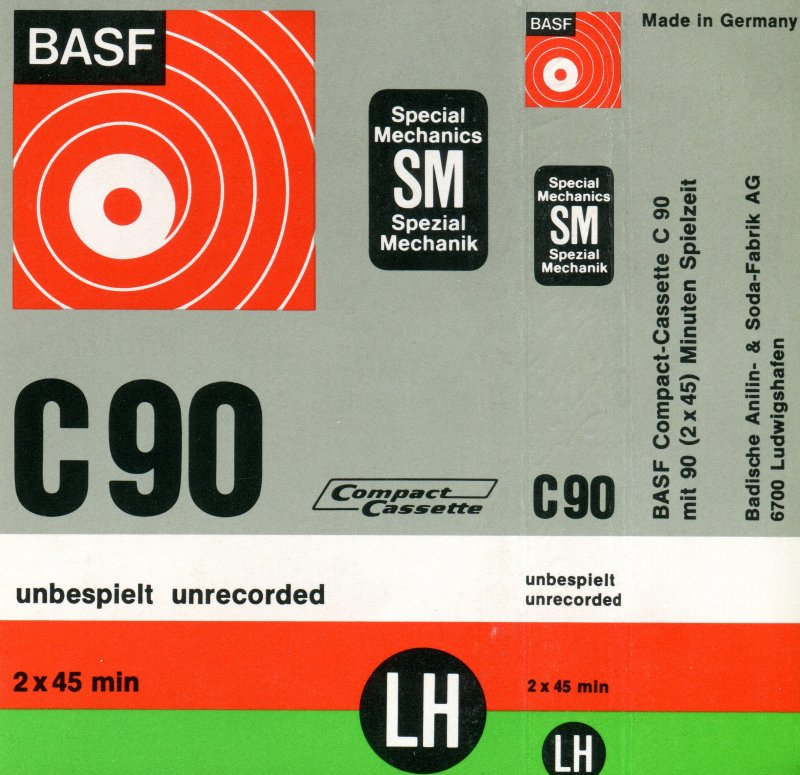 BASF
Special
Mechanics
SM
Spezial
Mechanik
C90
Compact
Cassette
unbespielt unrecorded
2 x 45 min
LH
BASF
Special
Mechanics
SM
Spezial
Mechanik
C90
unbespielt
unrecorded
2 x 45 min
LH
Made in Germany
BASF Compact-Cassette C 90
mit 90 (2 x 45) Minuten Spielzeit
Badische Anilin- & Soda-Fabrik AG
6700 Ludwigshafen